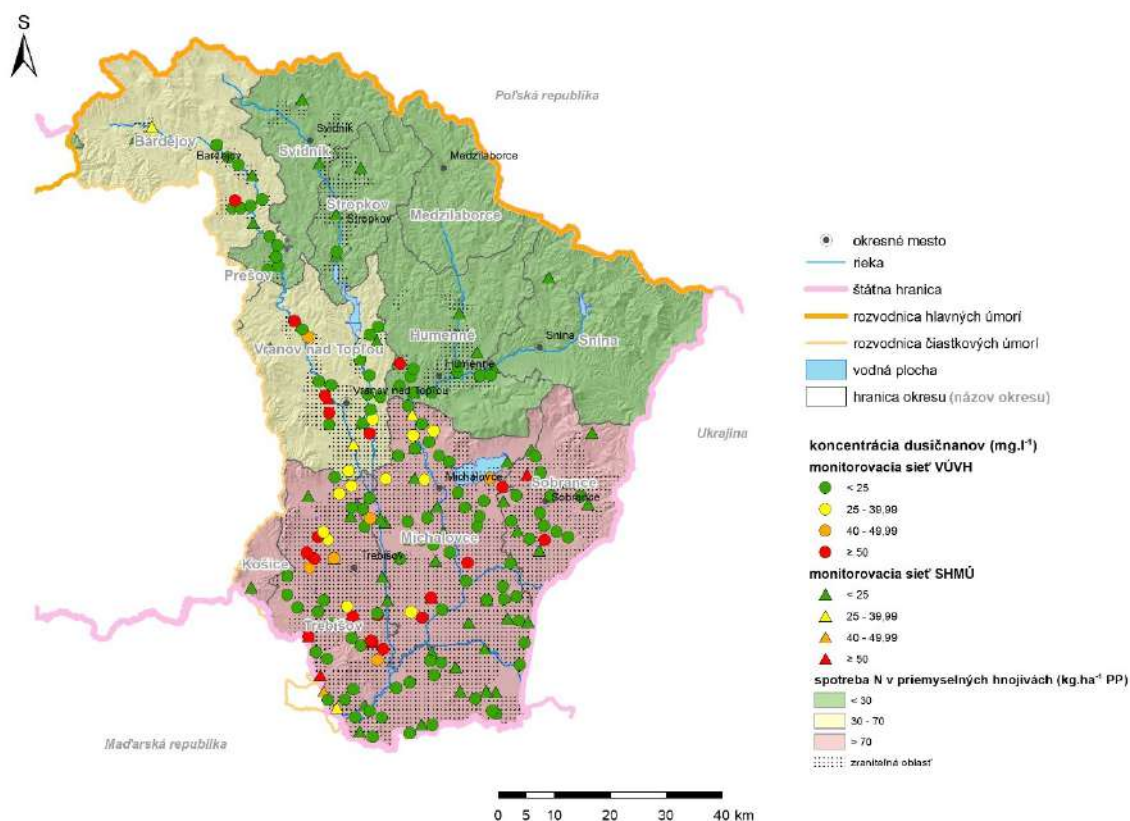 S
Poľská republika
Svidník
Bardejov
Bardejov
Svidník
Medzilaborce
Stropkov
Stropkov
Medzilaborce
Prešov
Humenné
Snina
Snina
Vranov nad Topľou
Humenné
Vranov nad Topľou
Ukrajina
Michalovce
Sobrance
Sobrance
Michalovce
Košice
Trebišov
Trebišov
Maďarská republika
okresné mesto
rieka
štátna hranica
rozvodnica hlavných úmorí
rozvodnica čiastkových úmorí
vodná plocha
hranica okresu (názov okresu)
koncentrácia dusičnanov (mg.l⁻¹)
monitorovacia sieť VÚVH
< 25
25 - 39,99
40 - 49,99
≥ 50
monitorovacia sieť SHMÚ
< 25
25 - 39,99
40 - 49,99
≥ 50
spotreba N v priemyselných hnojivách (kg.ha⁻¹ PP)
< 30
30 - 70
> 70
zraniteľná oblasť
0 5 10 20 30 40 km